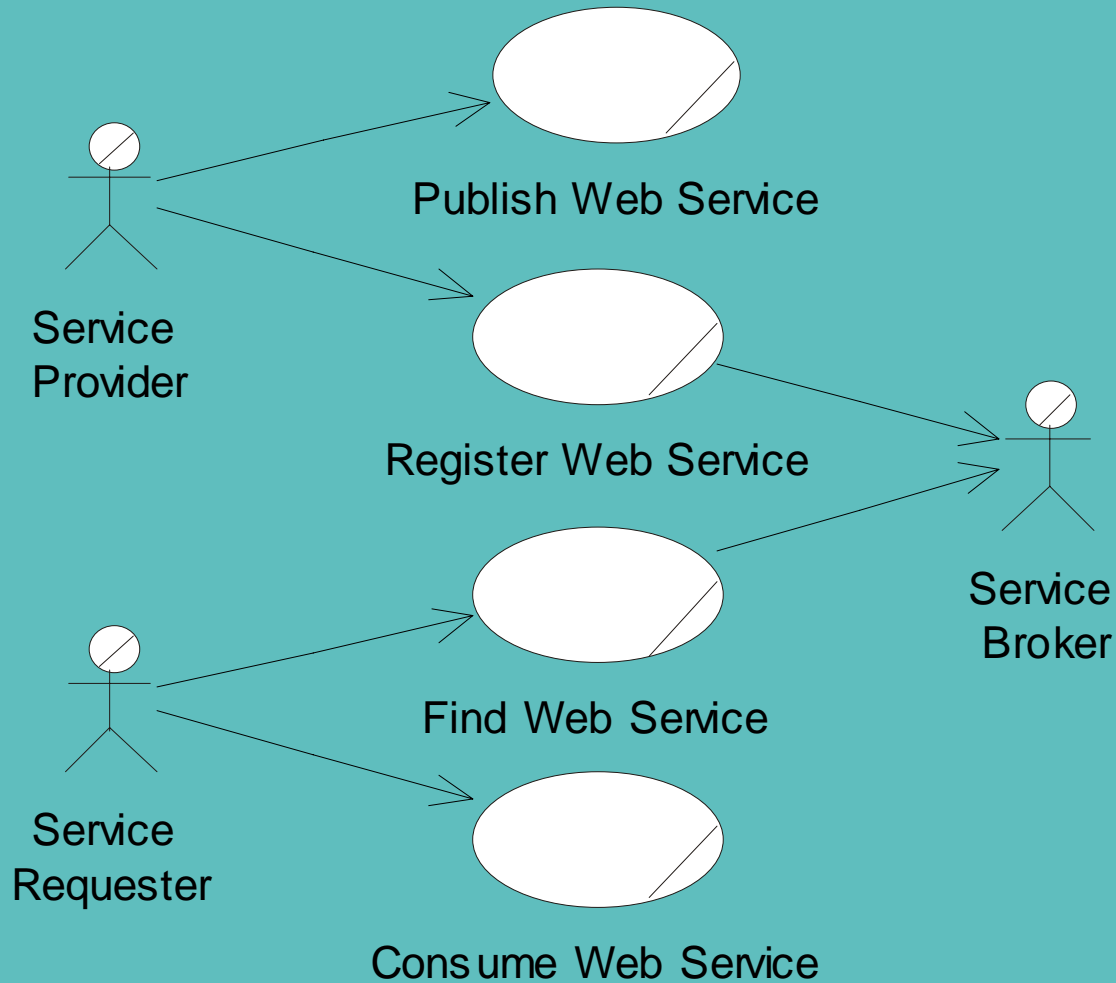 Publish Web Service
Service
Provider
Register Web Service
Service
Broker
Find Web Service
Service
Requester
Consume Web Service